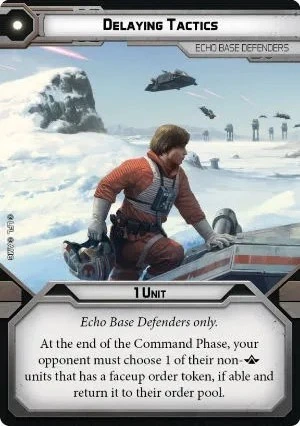 DELAYING TACTICS
ECHO BASE DEFENDERS
© LFL © AMG
1 UNIT
Echo Base Defenders only.
At the end of the Command Phase, your
opponent must choose 1 of their non-
units that has a faceup order token, if able and
return it to their order pool.